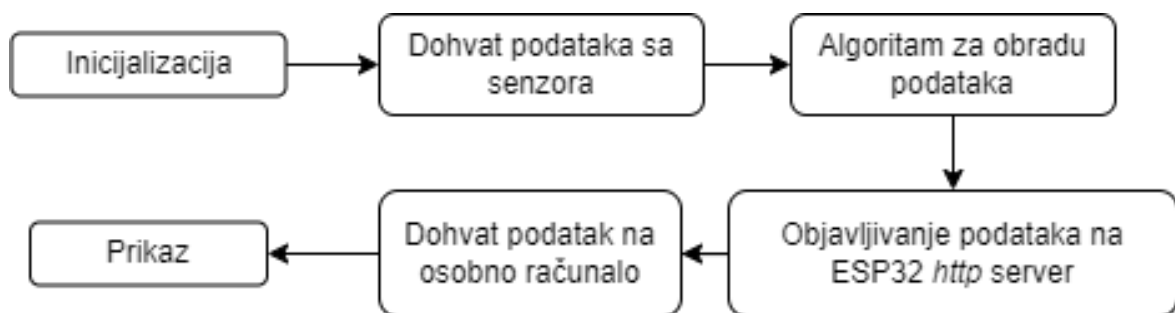 Inicijalizacija
Dohvat podataka sa
senzora
Algoritam za obradu
podataka
Objavljivanje podataka na
ESP32 http server
Dohvat podatak na
osobno računalo
Prikaz